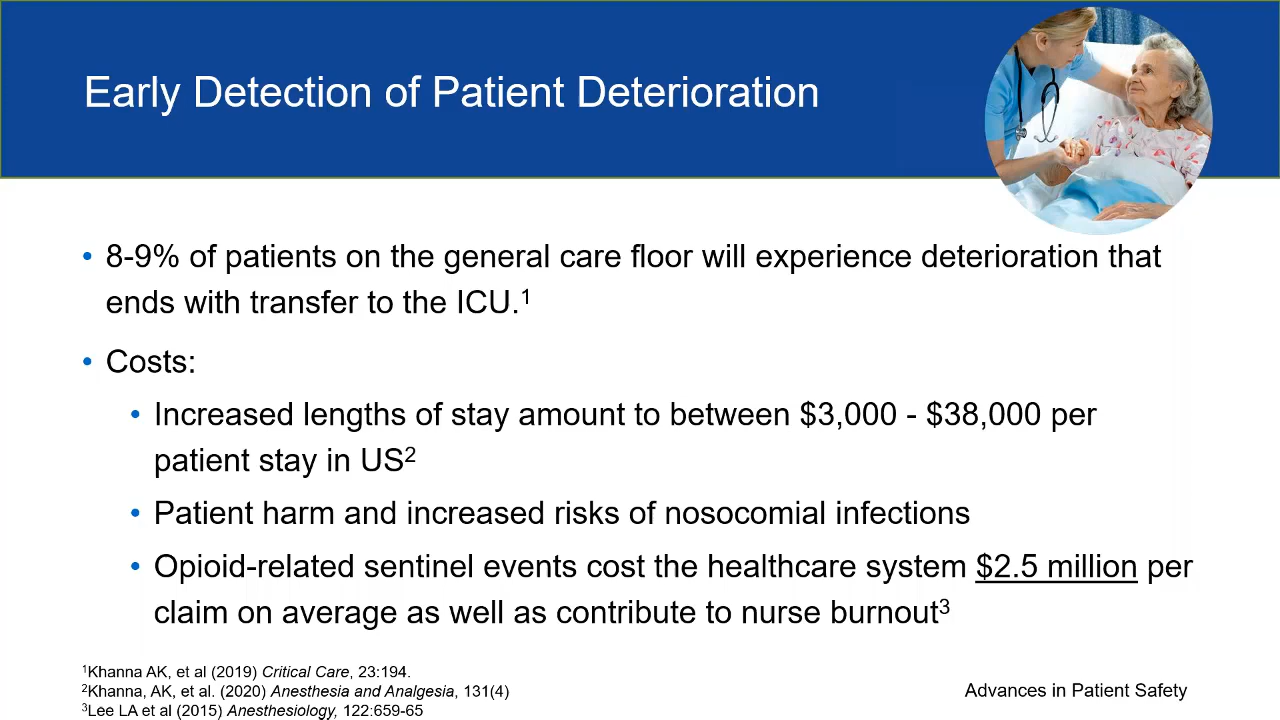 Early Detection of Patient Deterioration
• 8-9% of patients on the general care floor will experience deterioration that
ends with transfer to the ICU.¹
• Costs:
• Increased lengths of stay amount to between $3,000 - $38,000 per
patient stay in US²
• Patient harm and increased risks of nosocomial infections
• Opioid-related sentinel events cost the healthcare system $2.5 million per
claim on average as well as contribute to nurse burnout³
¹Khanna AK, et al (2019) Critical Care, 23:194.
²Khanna, AK, et al. (2020) Anesthesia and Analgesia, 131(4)
³Lee LA et al (2015) Anesthesiology, 122:659-65
Advances in Patient Safety